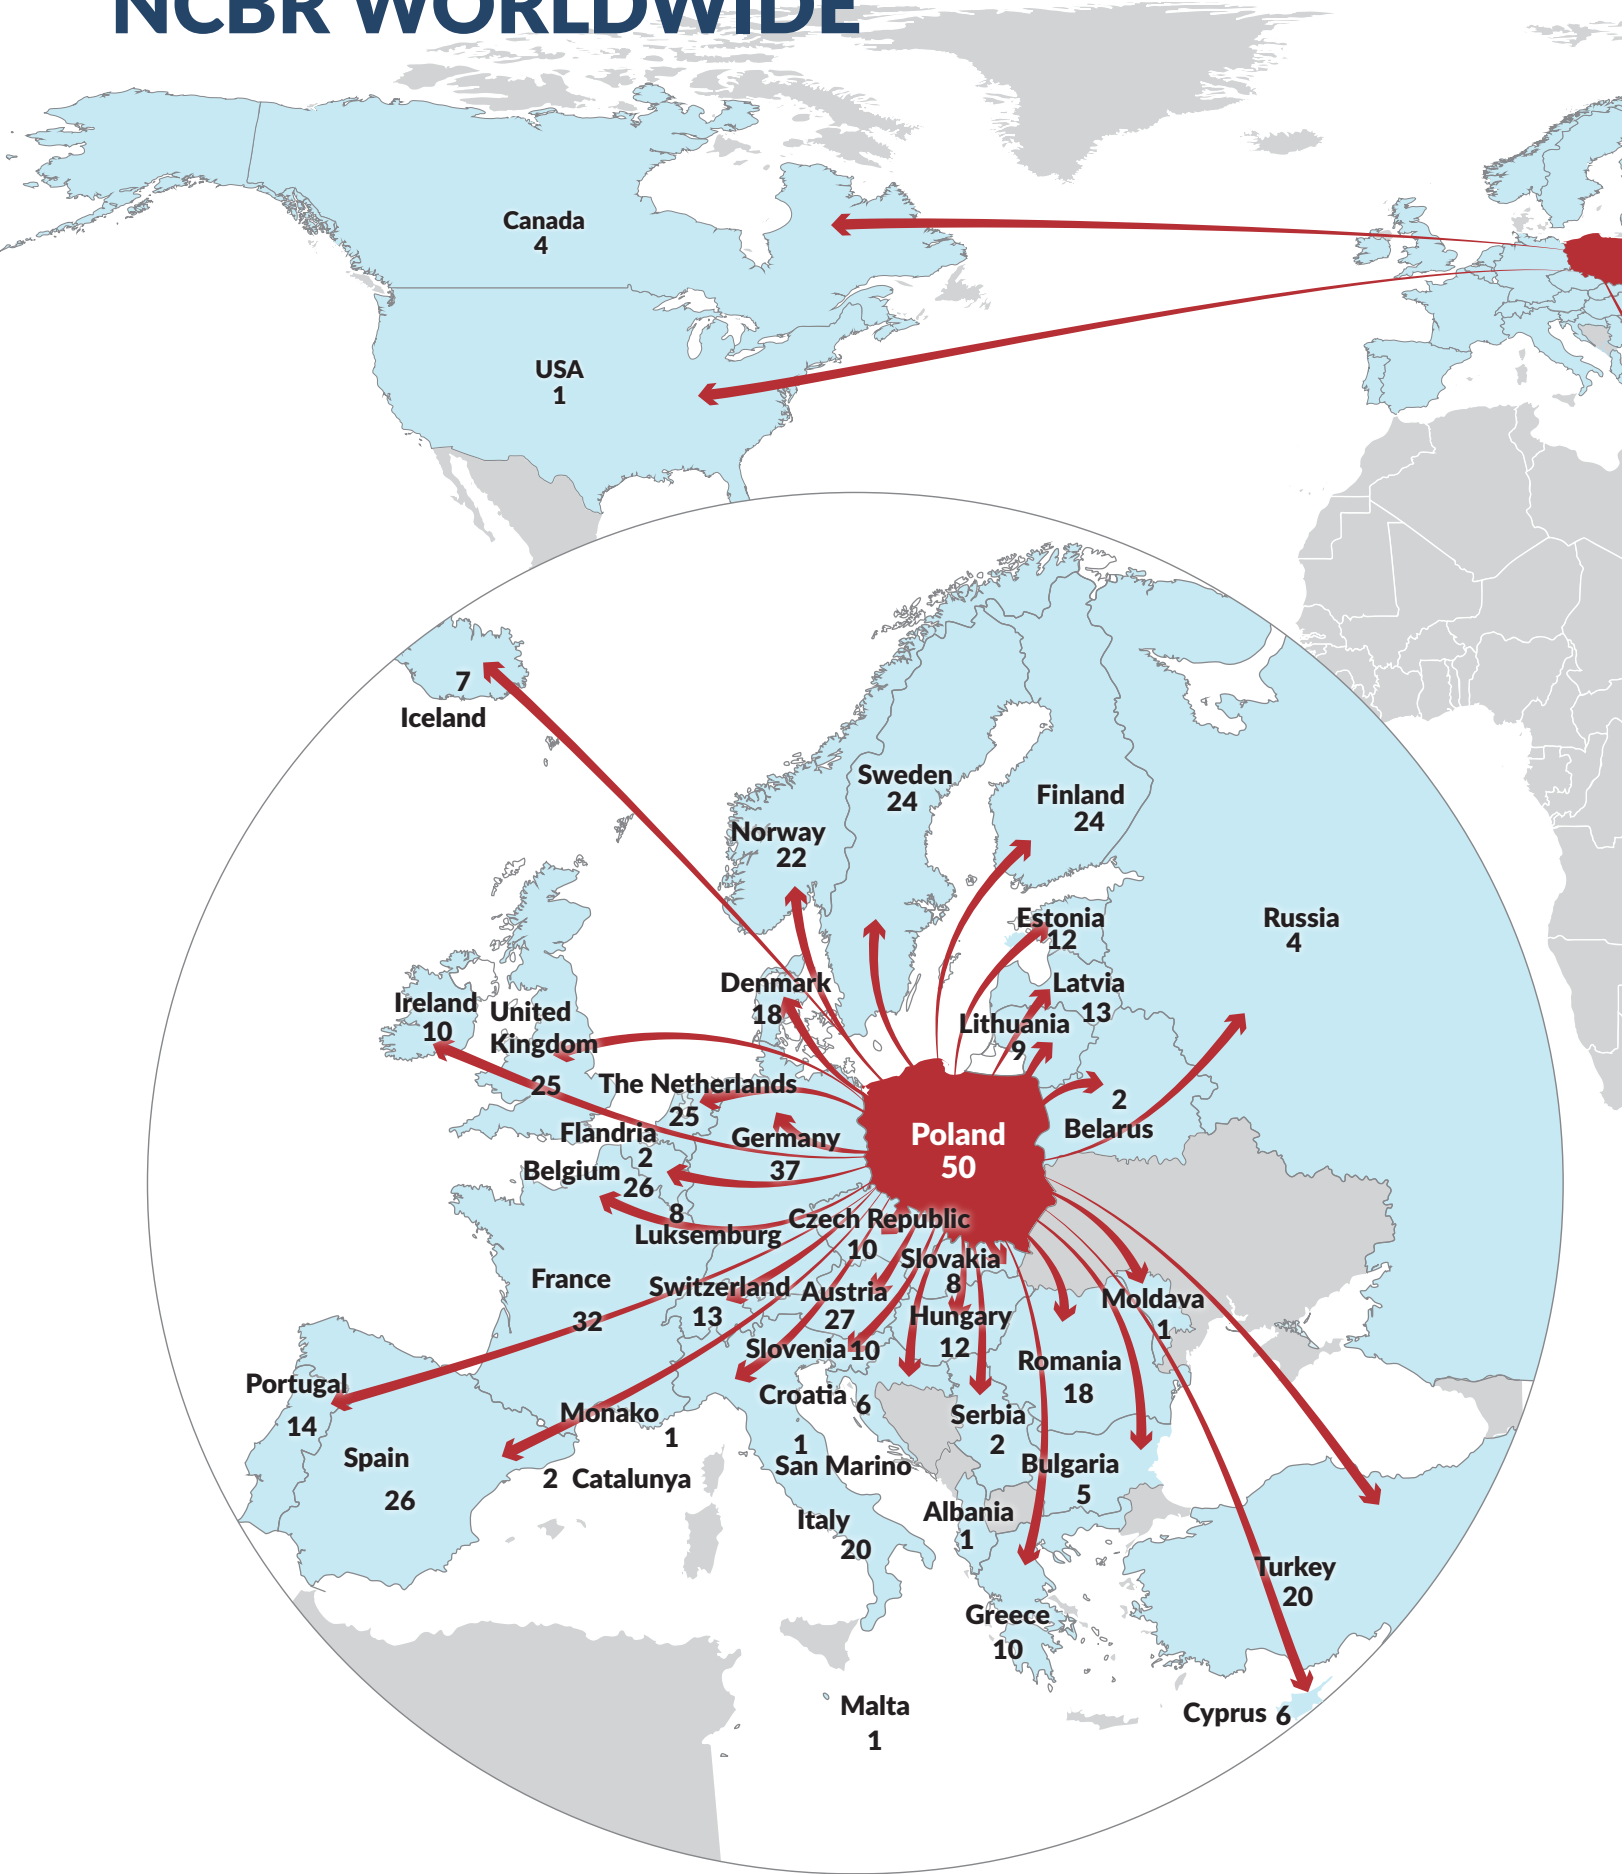 NCBR WORLDWIDE
Canada
4
USA
1
7
Iceland
Sweden
24
Finland
24
Norway
22
Estonia
12
Russia
4
Denmark
18
Latvia
13
Ireland
10
United
Kingdom
25
Lithuania
9
The Netherlands
25
2
Belarus
Flandria
2
Germany
37
Poland
50
Belgium
26
8
Luksemburg
Czech Republic
10
Slovakia
8
France
32
Switzerland
13
Austria
27
Hungary
12
Moldava
1
Slovenia 10
Romania
18
Portugal
14
Croatia 6
Monako
1
Serbia
2
Spain
26
1
San Marino
2 Catalunya
Bulgaria
5
Italy
20
Albania
1
Turkey
20
Greece
10
Malta
1
Cyprus 6